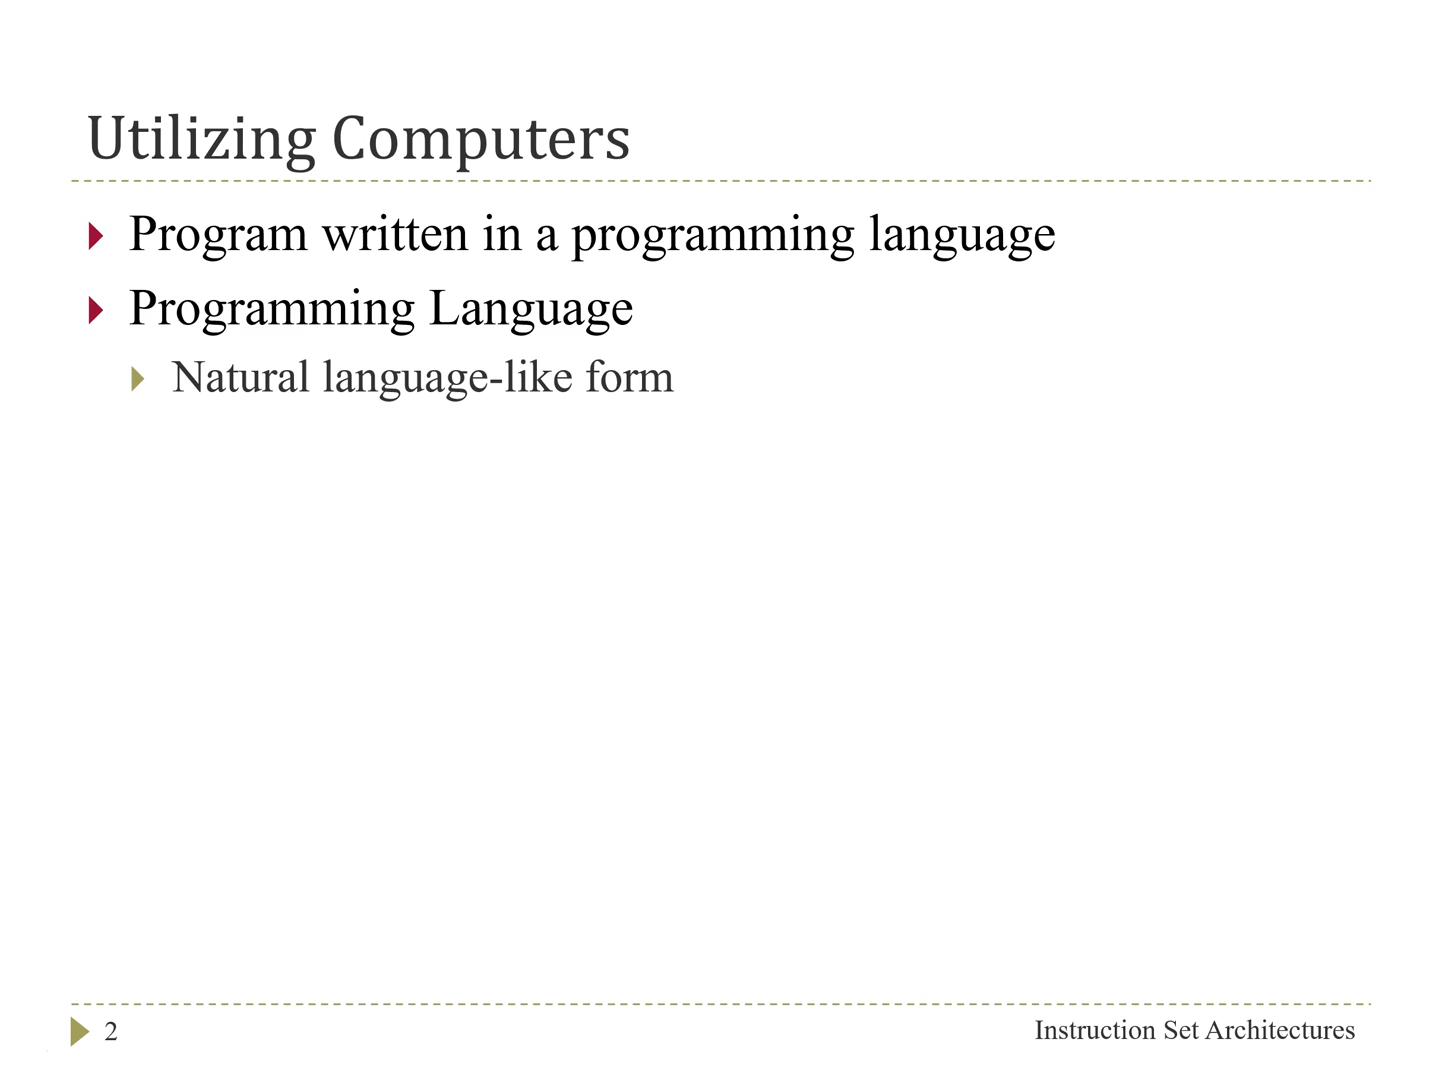 Utilizing Computers
Program written in a programming language
Programming Language
Natural language-like form
2
Instruction Set Architectures